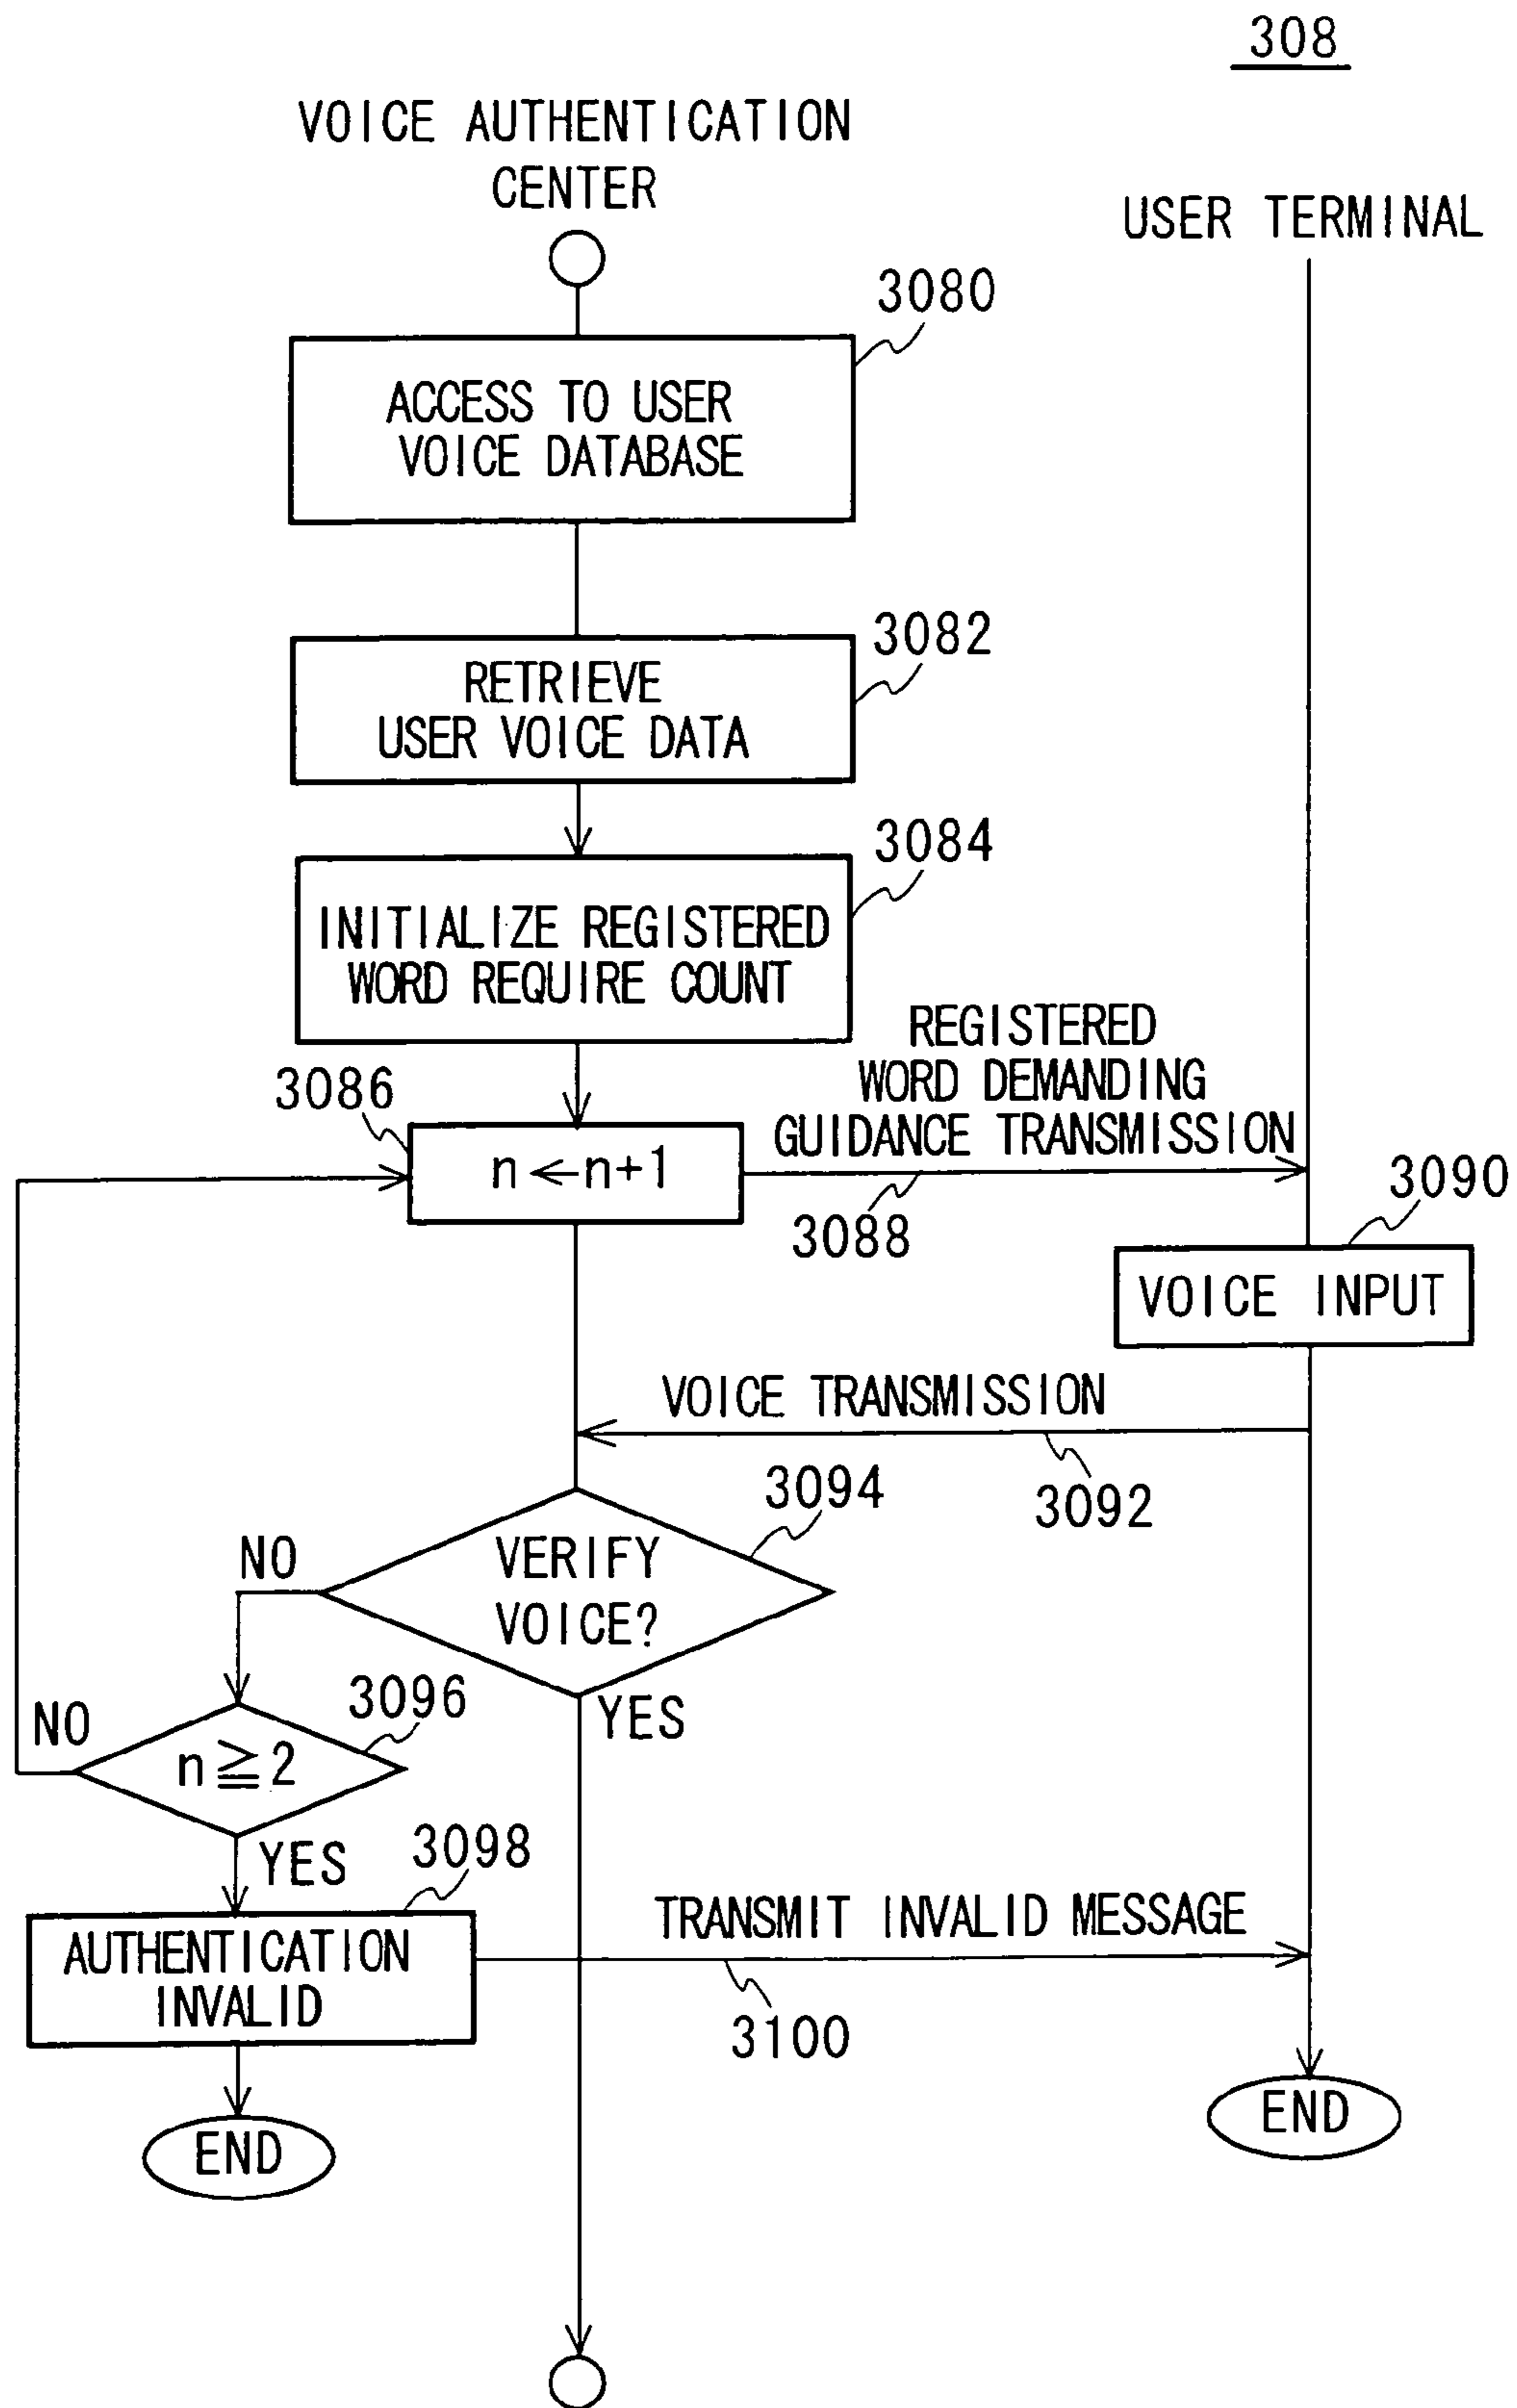 308
VOICE AUTHENTICATION
CENTER
USER TERMINAL
3080
ACCESS TO USER
VOICE DATABASE
3082
RETRIEVE
USER VOICE DATA
3084
INITIALIZE REGISTERED
WORD REQUIRE COUNT
REGISTERED
WORD DEMANDING
GUIDANCE TRANSMISSION
3086
n←n+1
3088
3090
VOICE INPUT
VOICE TRANSMISSION
3092
3094
VERIFY
VOICE?
NO
YES
3096
NO
n≧2
YES
3098
AUTHENTICATION
INVALID
TRANSMIT INVALID MESSAGE
3100
END
END